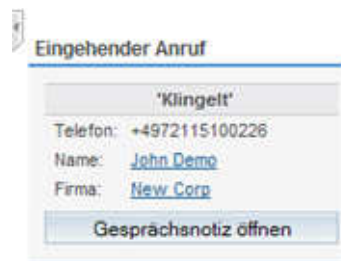 Eingehender Anruf
'Klingelt'
Telefon: +4972115100226
Name: John Demo
Firma: New Corp
Gesprächsnotiz öffnen